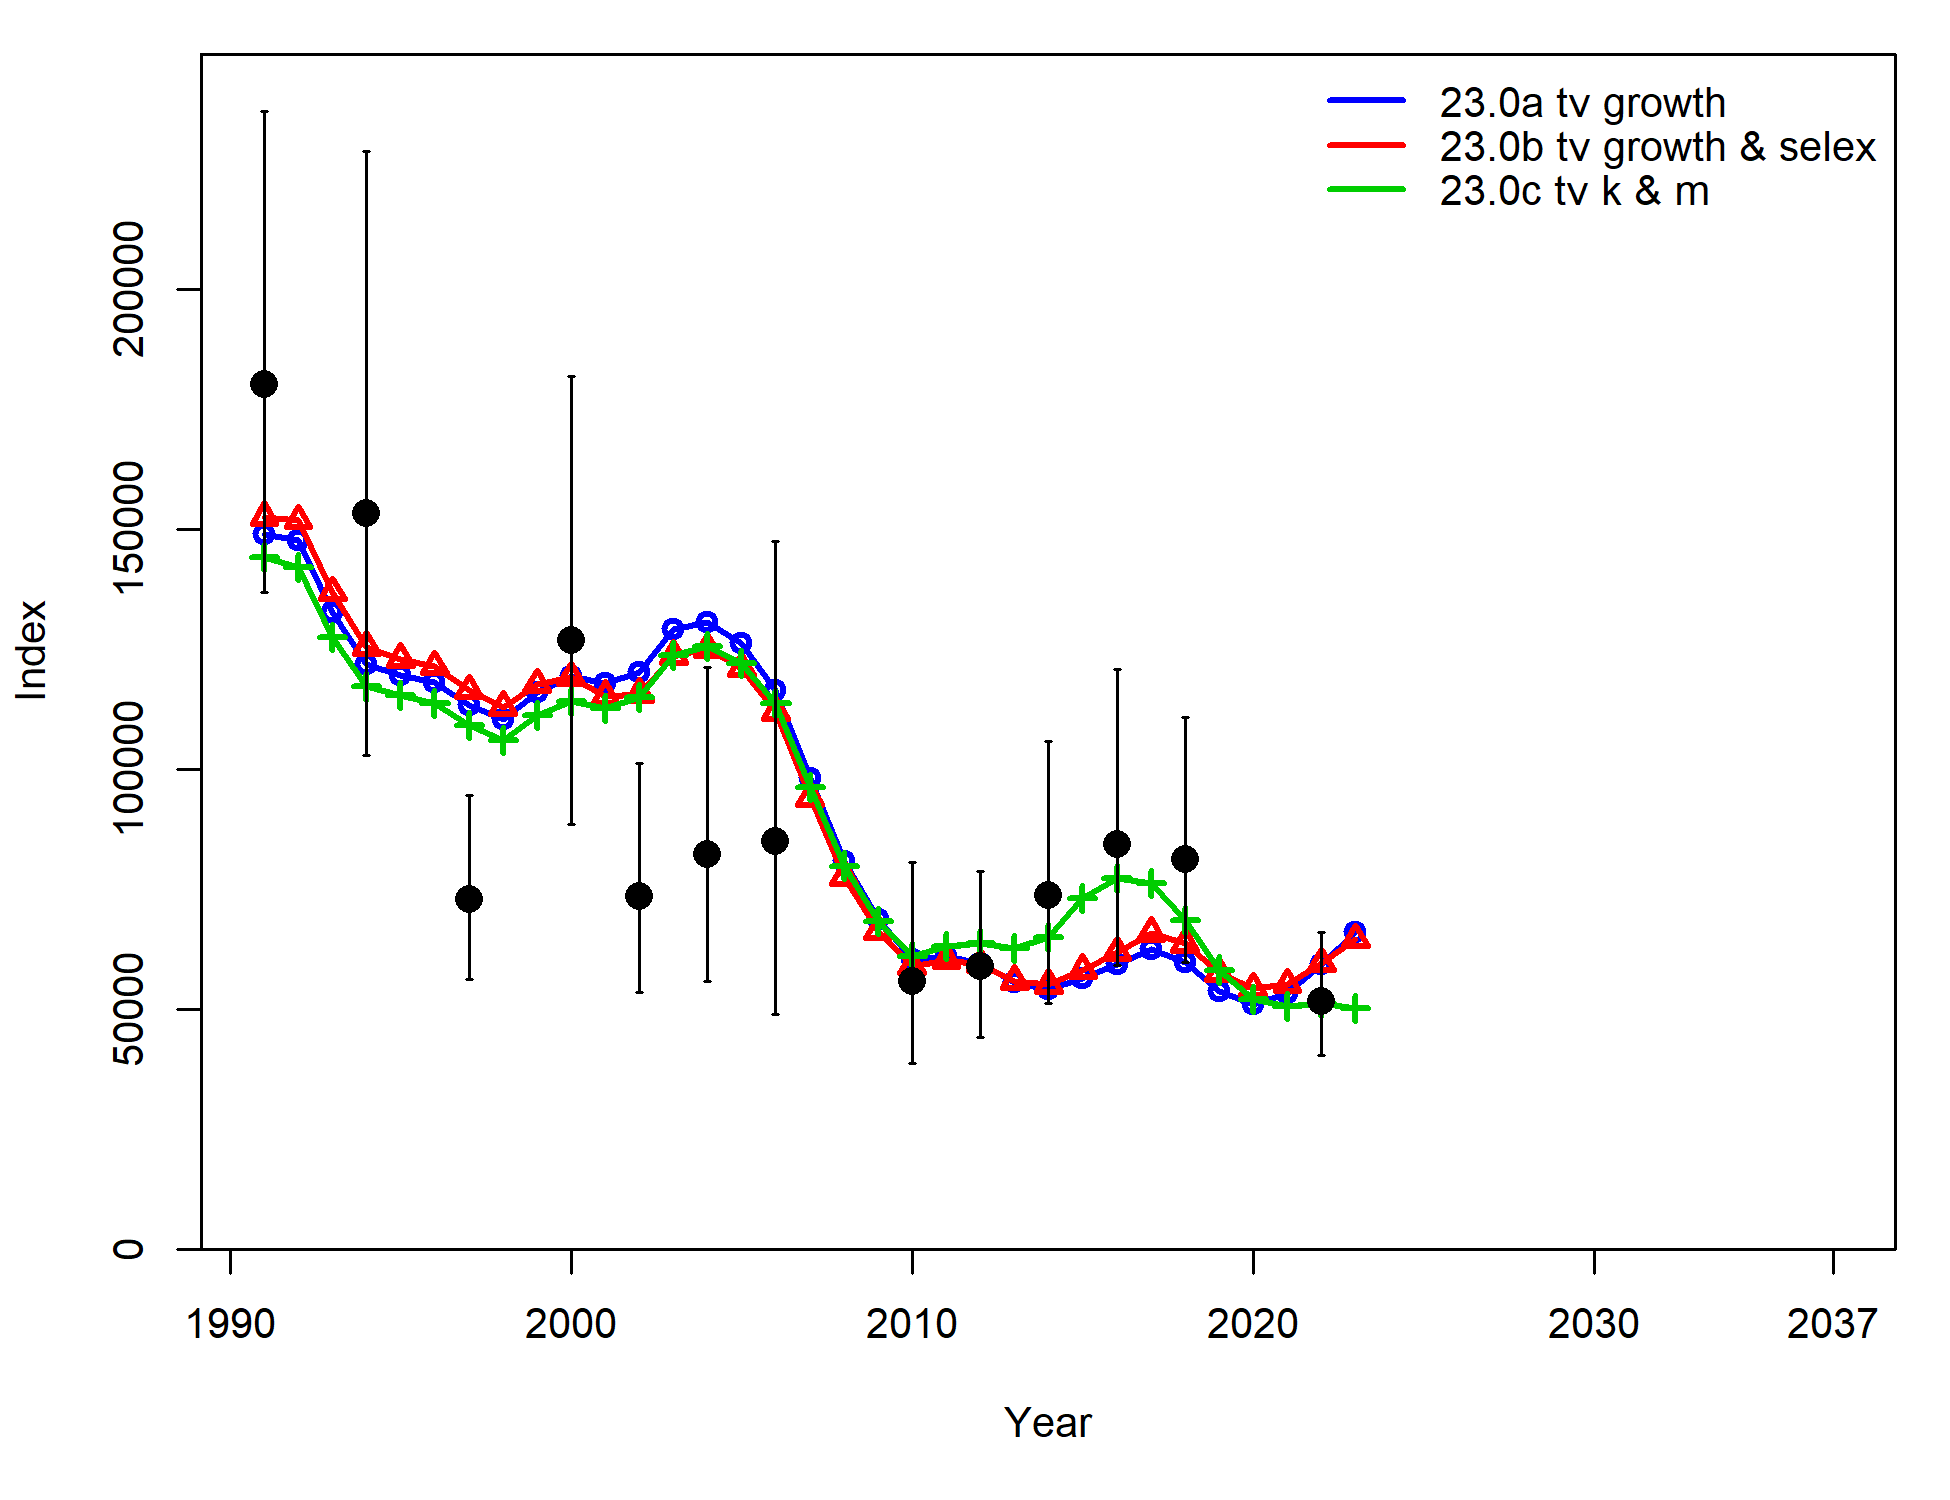 23.0a tv growth
23.0b tv growth & selex
23.0c tv k & m
Index
200000
150000
100000
50000
0
1990 2000 2010 2020 2030 2037
Year